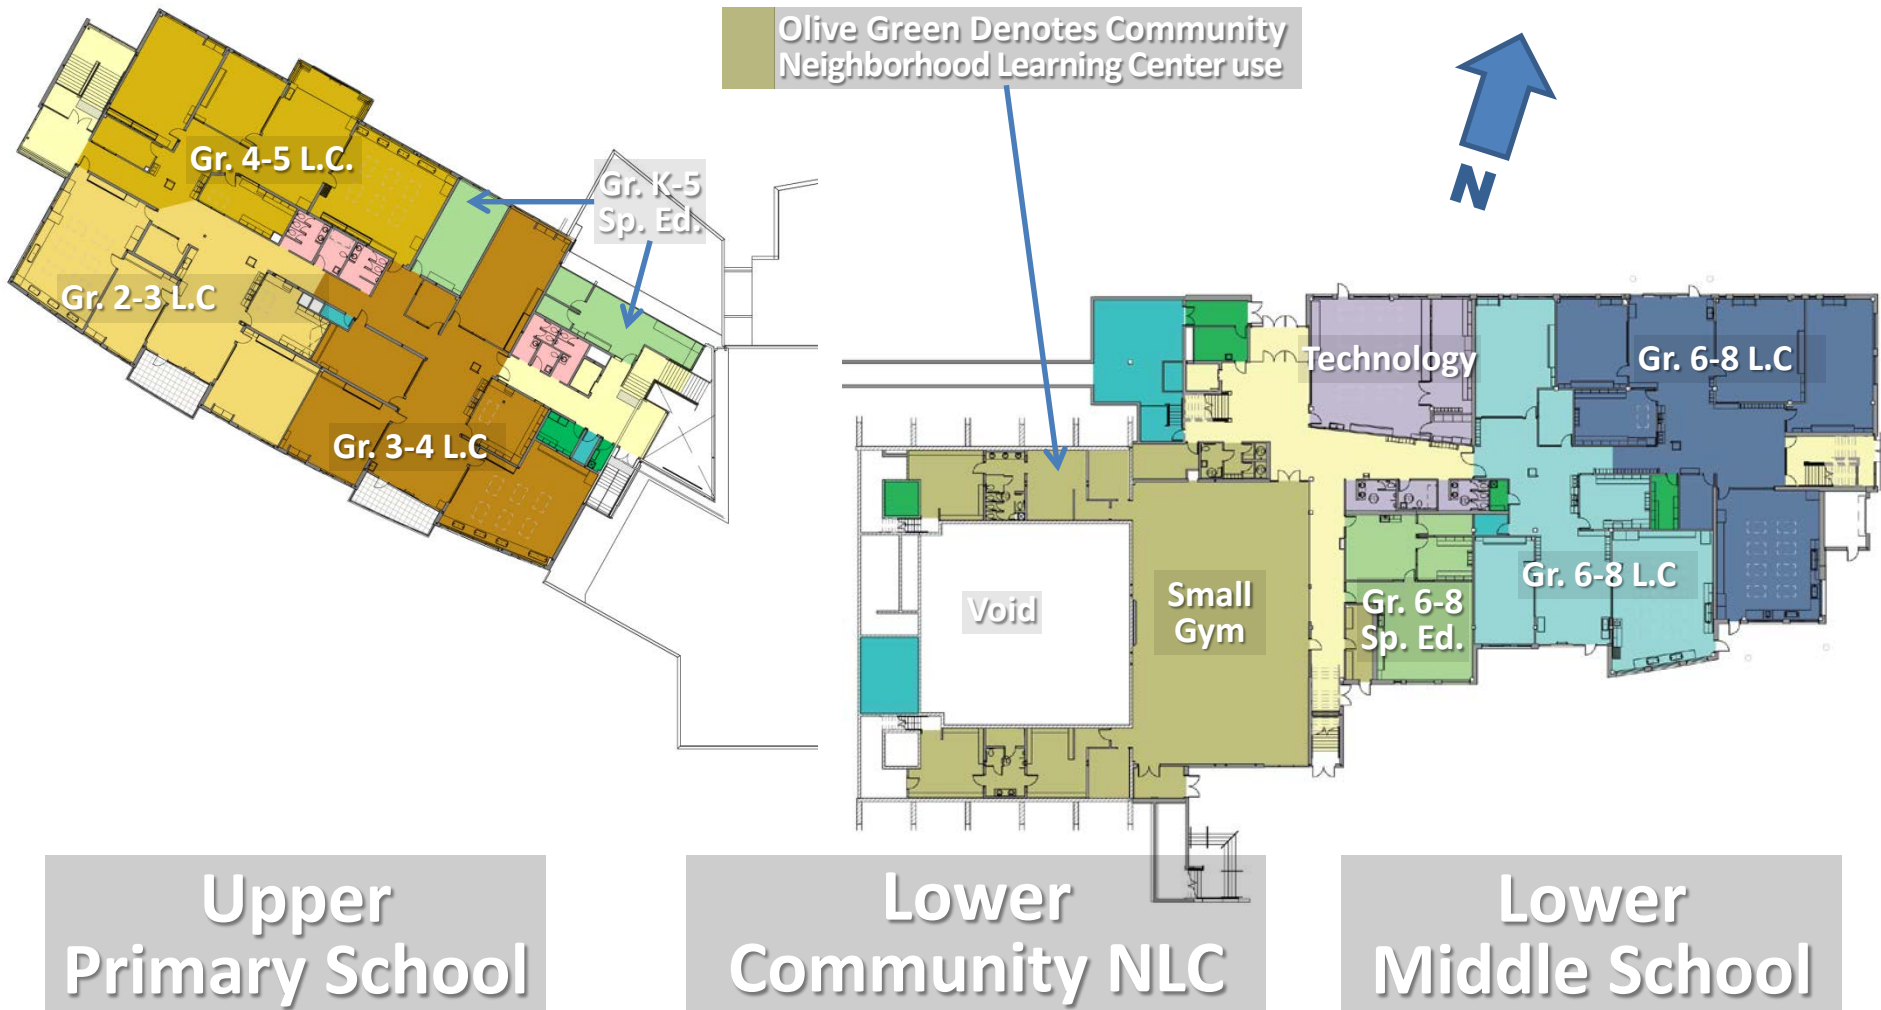 Olive Green Denotes Community
Neighborhood Learning Center use
N
Gr. 4-5 L.C.
Gr. K-5
Sp. Ed.
Gr. 2-3 L.C
Gr. 3-4 L.C
Technology
Gr. 6-8 L.C
Gr. 6-8 L.C
Gr. 6-8
Sp. Ed.
Void
Small
Gym
Upper
Primary School
Lower
Community NLC
Lower
Middle School